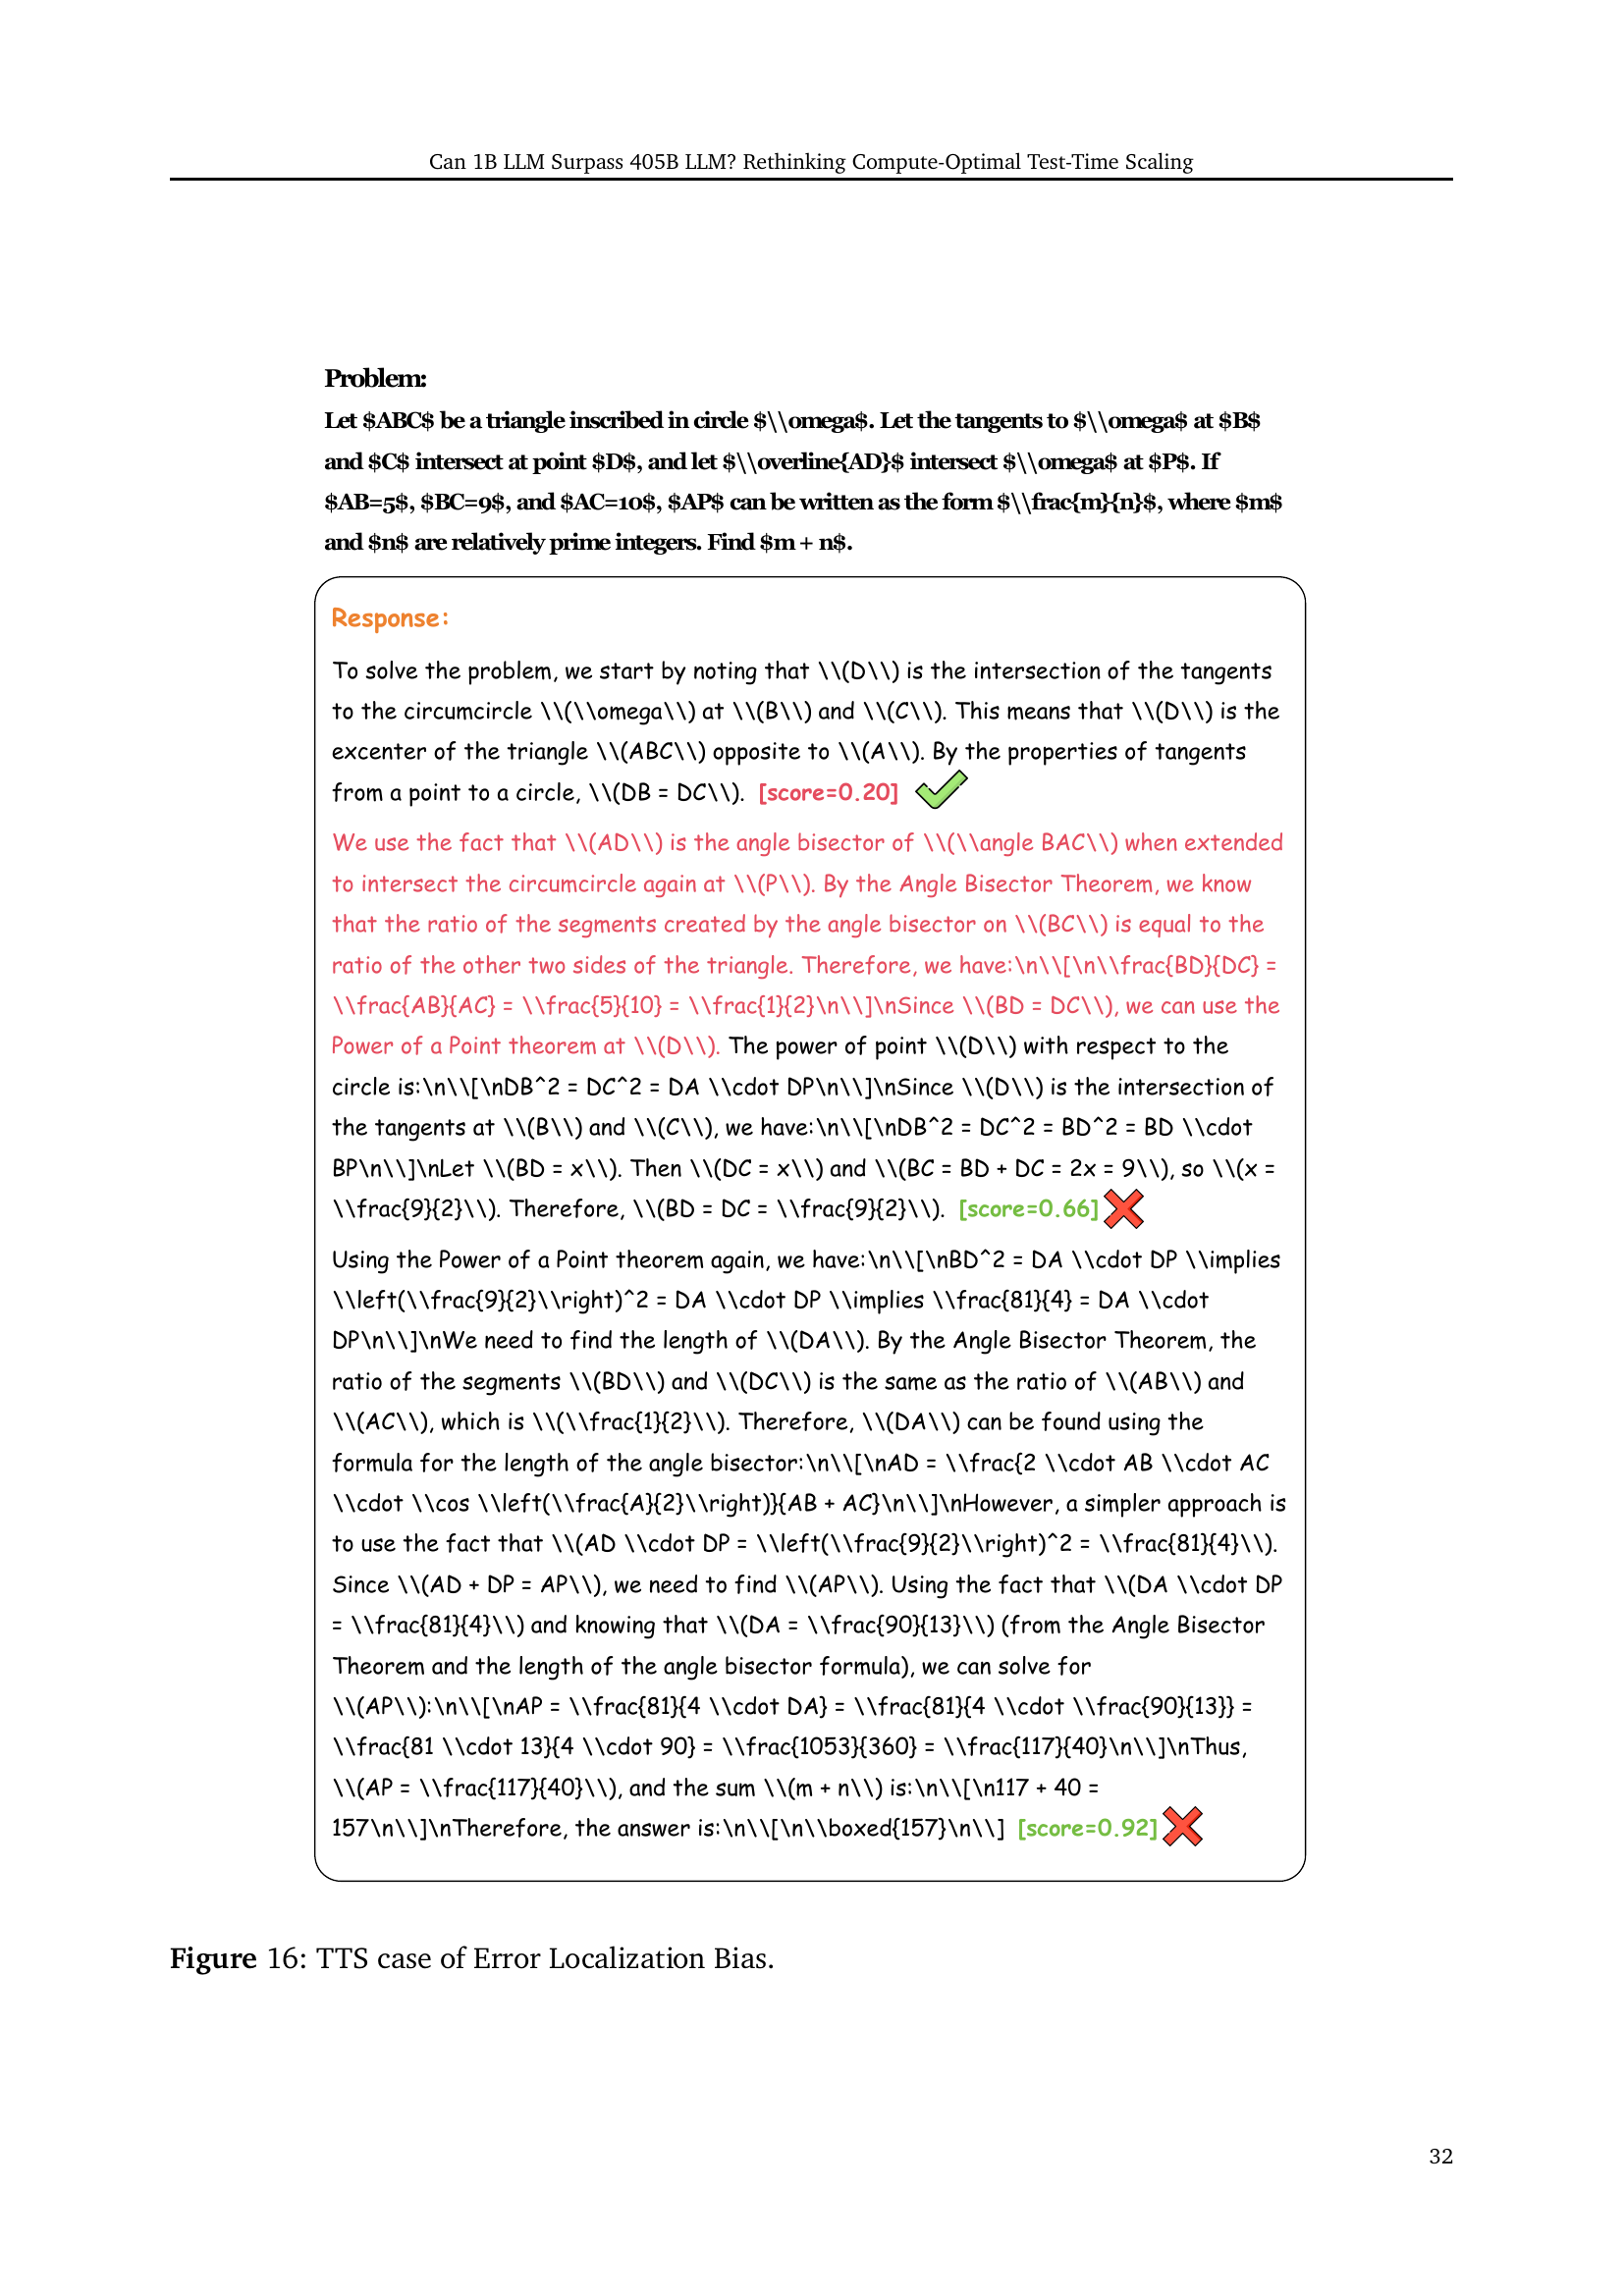 Can 1B LLM Surpass 405B LLM? Rethinking Compute-Optimal Test-Time Scaling
Problem:
Let $ABC$ be a triangle inscribed in circle $\\omega$. Let the tangents to $\\omega$ at $B$
and $C$ intersect at point $D$, and let $\\overline{AD}$ intersect $\\omega$ at $P$. If
$AB=5$, $BC=9$, and $AC=10$, $AP$ can be written as the form $\\frac{m}{n}$, where $m$
and $n$ are relatively prime integers. Find $m + n$.
Response:
To solve the problem, we start by noting that \\(D\\) is the intersection of the tangents
to the circumcircle \\(\\omega\\) at \\(B\\) and \\(C\\). This means that \\(D\\) is the
excenter of the triangle \\(ABC\\) opposite to \\(A\\). By the properties of tangents
from a point to a circle, \\(DB = DC\\). [score=0.20]
We use the fact that \\(AD\\) is the angle bisector of \\(\\angle BAC\\) when extended
to intersect the circumcircle again at \\(P\\). By the Angle Bisector Theorem, we know
that the ratio of the segments created by the angle bisector on \\(BC\\) is equal to the
ratio of the other two sides of the triangle. Therefore, we have:\n\\[\n\\frac{BD}{DC} =
\\frac{AB}{AC} = \\frac{5}{10} = \\frac{1}{2}\n\\]\nSince \\(BD = DC\\), we can use the
Power of a Point theorem at \\(D\\). The power of point \\(D\\) with respect to the
circle is:\n\\[\nDB^2 = DC^2 = DA \\cdot DP\n\\]\nSince \\(D\\) is the intersection of
the tangents at \\(B\\) and \\(C\\), we have:\n\\[\nDB^2 = DC^2 = BD^2 = BD \\cdot
BP\n\\]\nLet \\(BD = x\\). Then \\(DC = x\\) and \\(BC = BD + DC = 2x = 9\\), so \\(x =
\\frac{9}{2}\\). Therefore, \\(BD = DC = \\frac{9}{2}\\). [score=0.66]
Using the Power of a Point theorem again, we have:\n\\[\nBD^2 = DA \\cdot DP \\implies
\\left(\\frac{9}{2}\\right)^2 = DA \\cdot DP \\implies \\frac{81}{4} = DA \\cdot
DP\n\\]\nWe need to find the length of \\(DA\\). By the Angle Bisector Theorem, the
ratio of the segments \\(BD\\) and \\(DC\\) is the same as the ratio of \\(AB\\) and
\\(AC\\), which is \\(\\frac{1}{2}\\). Therefore, \\(DA\\) can be found using the
formula for the length of the angle bisector:\n\\[\nAD = \\frac{2 \\cdot AB \\cdot AC
\\cdot \\cos \\left(\\frac{A}{2}\\right)}{AB + AC}\n\\]\nHowever, a simpler approach is
to use the fact that \\(AD \\cdot DP = \\left(\\frac{9}{2}\\right)^2 = \\frac{81}{4}\\).
Since \\(AD + DP = AP\\), we need to find \\(AP\\). Using the fact that \\(DA \\cdot DP
= \\frac{81}{4}\\) and knowing that \\(DA = \\frac{90}{13}\\) (from the Angle Bisector
Theorem and the length of the angle bisector formula), we can solve for
\\(AP\\):\n\\[\nAP = \\frac{81}{4 \\cdot DA} = \\frac{81}{4 \\cdot \\frac{90}{13}} =
\\frac{81 \\cdot 13}{4 \\cdot 90} = \\frac{1053}{360} = \\frac{117}{40}\n\\]\nThus,
\\(AP = \\frac{117}{40}\\), and the sum \\(m + n\\) is:\n\\[\n117 + 40 =
157\n\\]\nTherefore, the answer is:\n\\[\n\\boxed{157}\n\\] [score=0.92]
Figure 16: TTS case of Error Localization Bias.
32